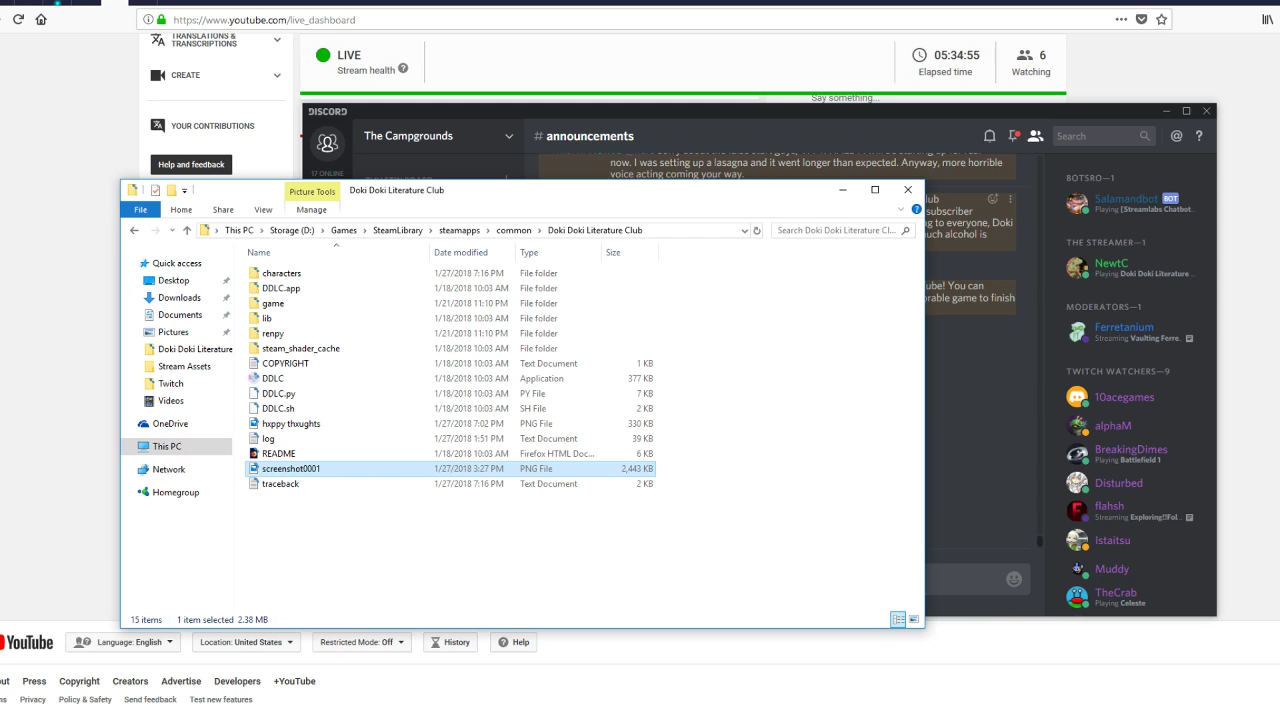 https://www.youtube.com/live_dashboard
TRANSLATIONS &
TRANSCRIPTIONS
CREATE
YOUR CONTRIBUTIONS
Help and feedback
LIVE
Stream health
05:34:55
Elapsed time
6
Watching
Say something...
DISCORD
The Campgrounds
# announcements
Search
17 ONLINE
now. I was setting up a lasagna and it went longer than expected. Anyway, more horrible
voice acting coming your way.
lub
subscriber
ng to everyone, Doki
uch alcohol is
ube! You can
orable game to finish
BOTSRO—1
Salamandbot BOT
Playing [Streamlabs Chatbot...
THE STREAMER—1
NewtC
Playing Doki Doki Literature ...
MODERATORS—1
Ferretanium
Streaming Vaulting Ferre...
TWITCH WATCHERS—9
10acegames
alphaM
BreakingDimes
Playing Battlefield 1
Disturbed
flahsh
Streaming Exploring!!Fol...
Istaitsu
Muddy
TheCrab
Playing Celeste
Picture Tools
Doki Doki Literature Club
File
Home
Share
View
Manage
This PC > Storage (D:) > Games > SteamLibrary > steamapps > common > Doki Doki Literature Club
Search Doki Doki Literature Cl...
Quick access
Desktop
Downloads
Documents
Pictures
Doki Doki Literature
Stream Assets
Twitch
Videos
OneDrive
This PC
Network
Homegroup
Name Date modified Type Size
characters 1/27/2018 7:16 PM File folder
DDLC.app 1/18/2018 10:03 AM File folder
game 1/21/2018 11:10 PM File folder
lib 1/18/2018 10:03 AM File folder
renpy 1/21/2018 11:10 PM File folder
steam_shader_cache 1/18/2018 10:03 AM File folder
COPYRIGHT 1/18/2018 10:03 AM Text Document 1 KB
DDLC 1/18/2018 10:03 AM Application 377 KB
DDLC.py 1/18/2018 10:03 AM PY File 7 KB
DDLC.sh 1/18/2018 10:03 AM SH File 2 KB
hxppy thxughts 1/27/2018 7:02 PM PNG File 330 KB
log 1/27/2018 1:51 PM Text Document 39 KB
README 1/18/2018 10:03 AM Firefox HTML Doc... 6 KB
screenshot0001 1/27/2018 3:27 PM PNG File 2,443 KB
traceback 1/27/2018 7:16 PM Text Document 2 KB
15 items 1 item selected 2.38 MB
YouTube
Language: English
Location: United States
Restricted Mode: Off
History
Help
out Press Copyright Creators Advertise Developers +YouTube
ms Privacy Policy & Safety Send feedback Test new features